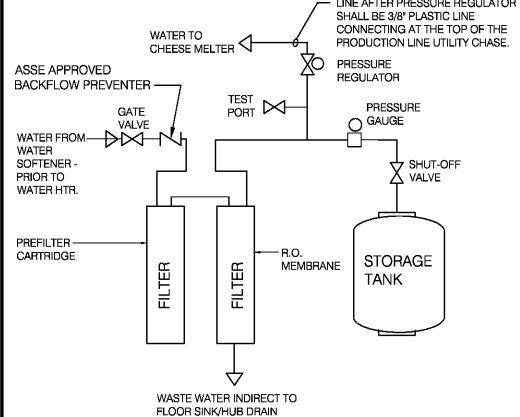 LINE AFTER PRESSURE REGULATOR
SHALL BE 3/8" PLASTIC LINE
CONNECTING AT THE TOP OF THE
PRODUCTION LINE UTILITY CHASE.
WATER TO
CHEESE MELTER
PRESSURE
REGULATOR
ASSE APPROVED
BACKFLOW PREVENTER
TEST
PORT
PRESSURE
GAUGE
GATE
VALVE
WATER FROM
WATER
SOFTENER -
PRIOR TO
WATER HTR.
SHUT-OFF
VALVE
PREFILTER
CARTRIDGE
FILTER
FILTER
R.O.
MEMBRANE
STORAGE
TANK
WASTE WATER INDIRECT TO
FLOOR SINK/HUB DRAIN